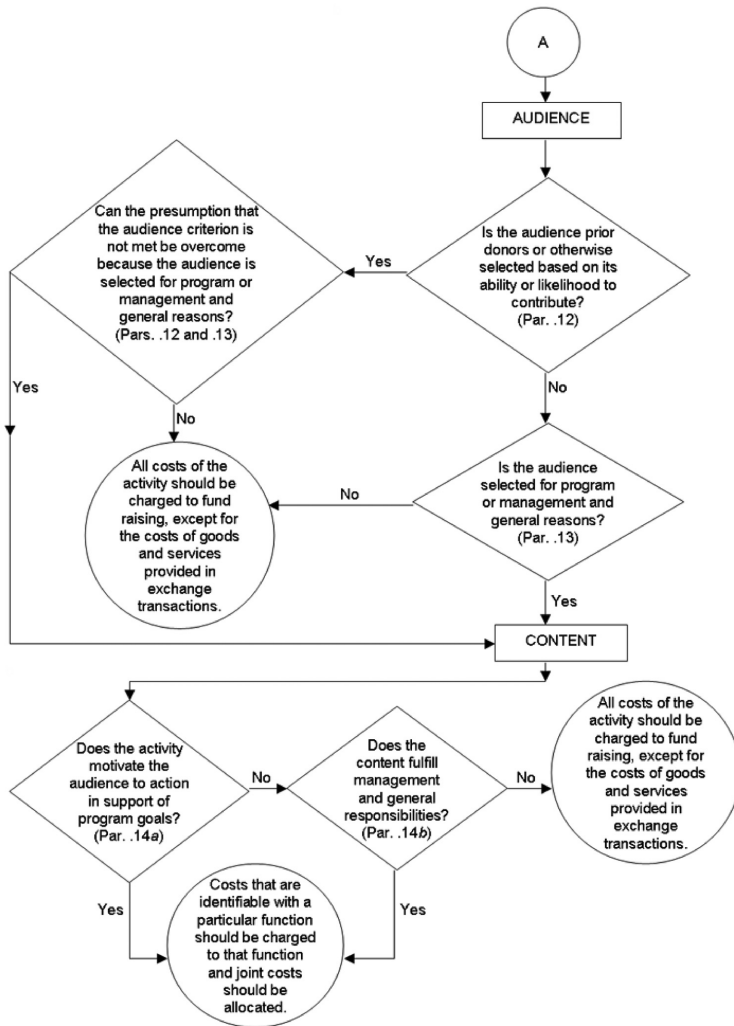 A
AUDIENCE
Can the presumption that
the audience criterion is
not met be overcome
because the audience is
selected for program or
management and
general reasons?
(Pars. .12 and .13)
Yes
Is the audience prior
donors or otherwise
selected based on its
ability or likelihood to
contribute?
(Par. .12)
Yes
No
No
All costs of the
activity should be
charged to fund
raising, except for
the costs of goods
and services
provided in
exchange
transactions.
No
Is the audience
selected for program
or management and
general reasons?
(Par. .13)
Yes
CONTENT
Does the activity
motivate the
audience to action
in support of
program goals?
(Par. .14a)
No
Does the
content fulfill
management
and general
responsibilities?
(Par. .14b)
No
All costs of the
activity should be
charged to fund
raising, except for
the costs of goods
and services
provided in
exchange
transactions.
Yes
Costs that are
identifiable with a
particular function
should be charged
to that function
and joint costs
should be
allocated.
Yes